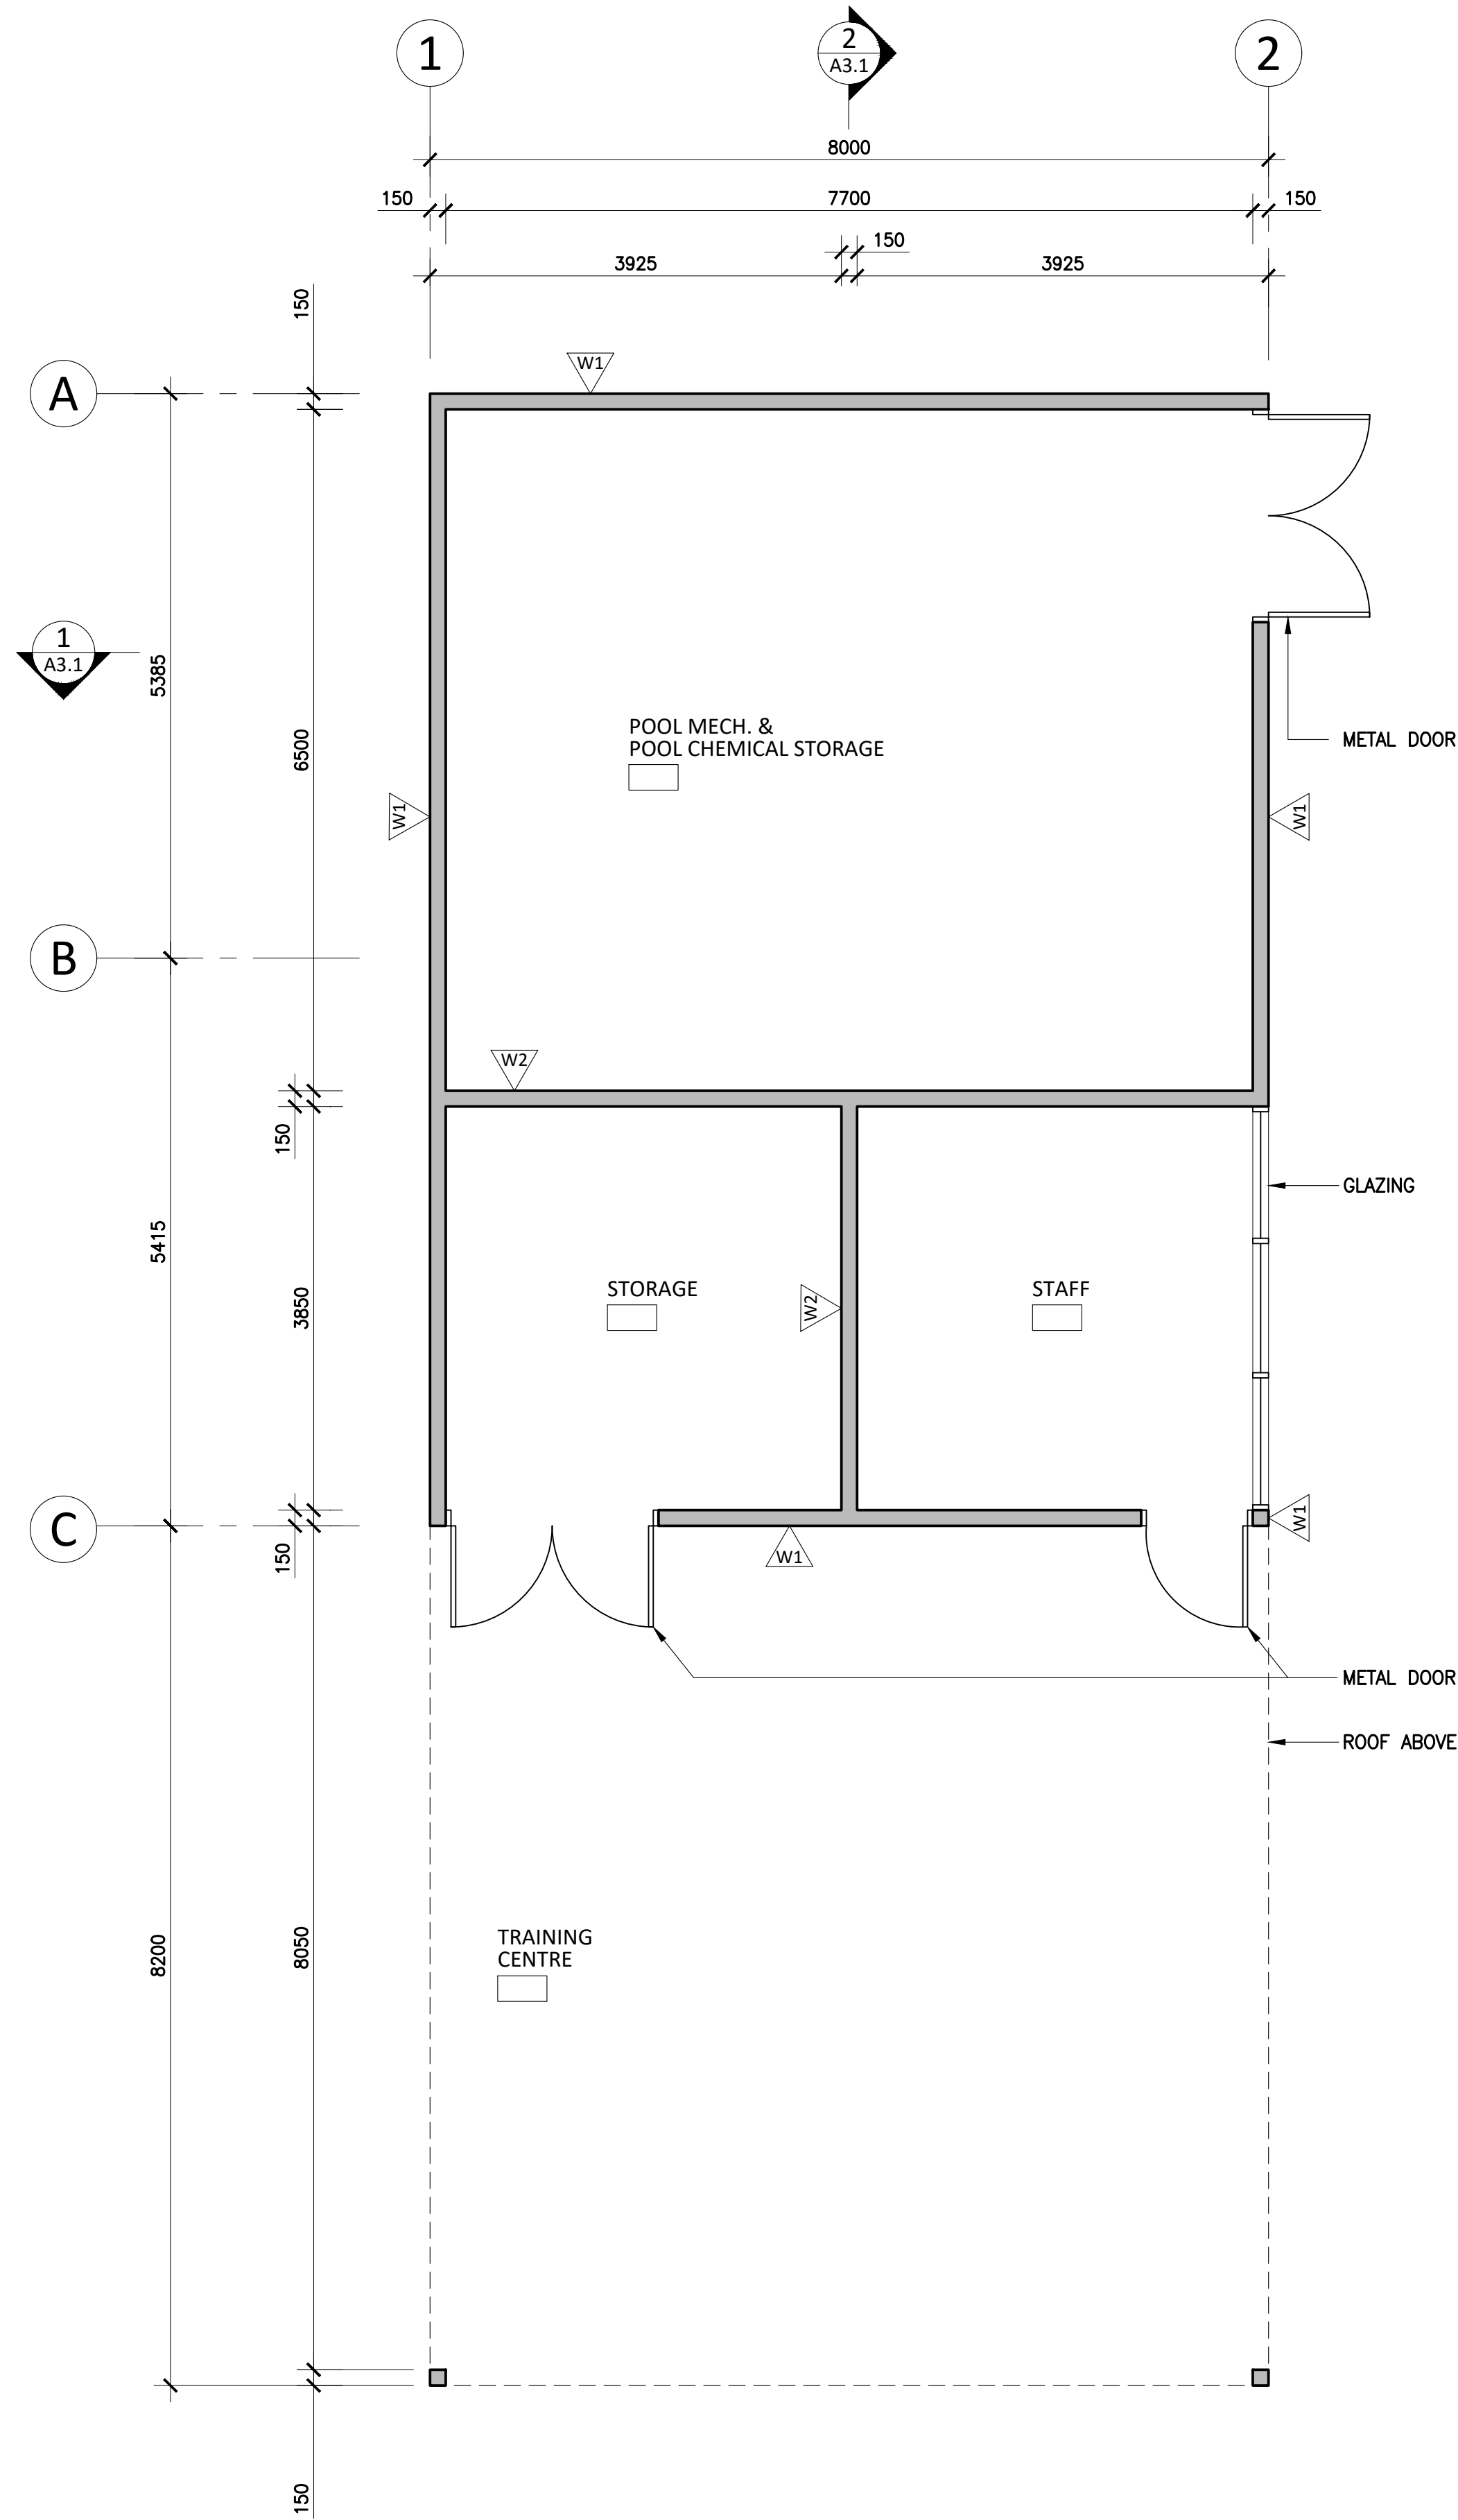 1
2
A3.1
2
8000
150
7700
150
150
3925
3925
150
W1
A
1
A3.1
5385
6500
POOL MECH. &
POOL CHEMICAL STORAGE
METAL DOOR
W1
W1
B
W2
150
GLAZING
5415
3850
STORAGE
W2
STAFF
C
W1
150
W1
METAL DOOR
ROOF ABOVE
8200
8050
TRAINING
CENTRE
150